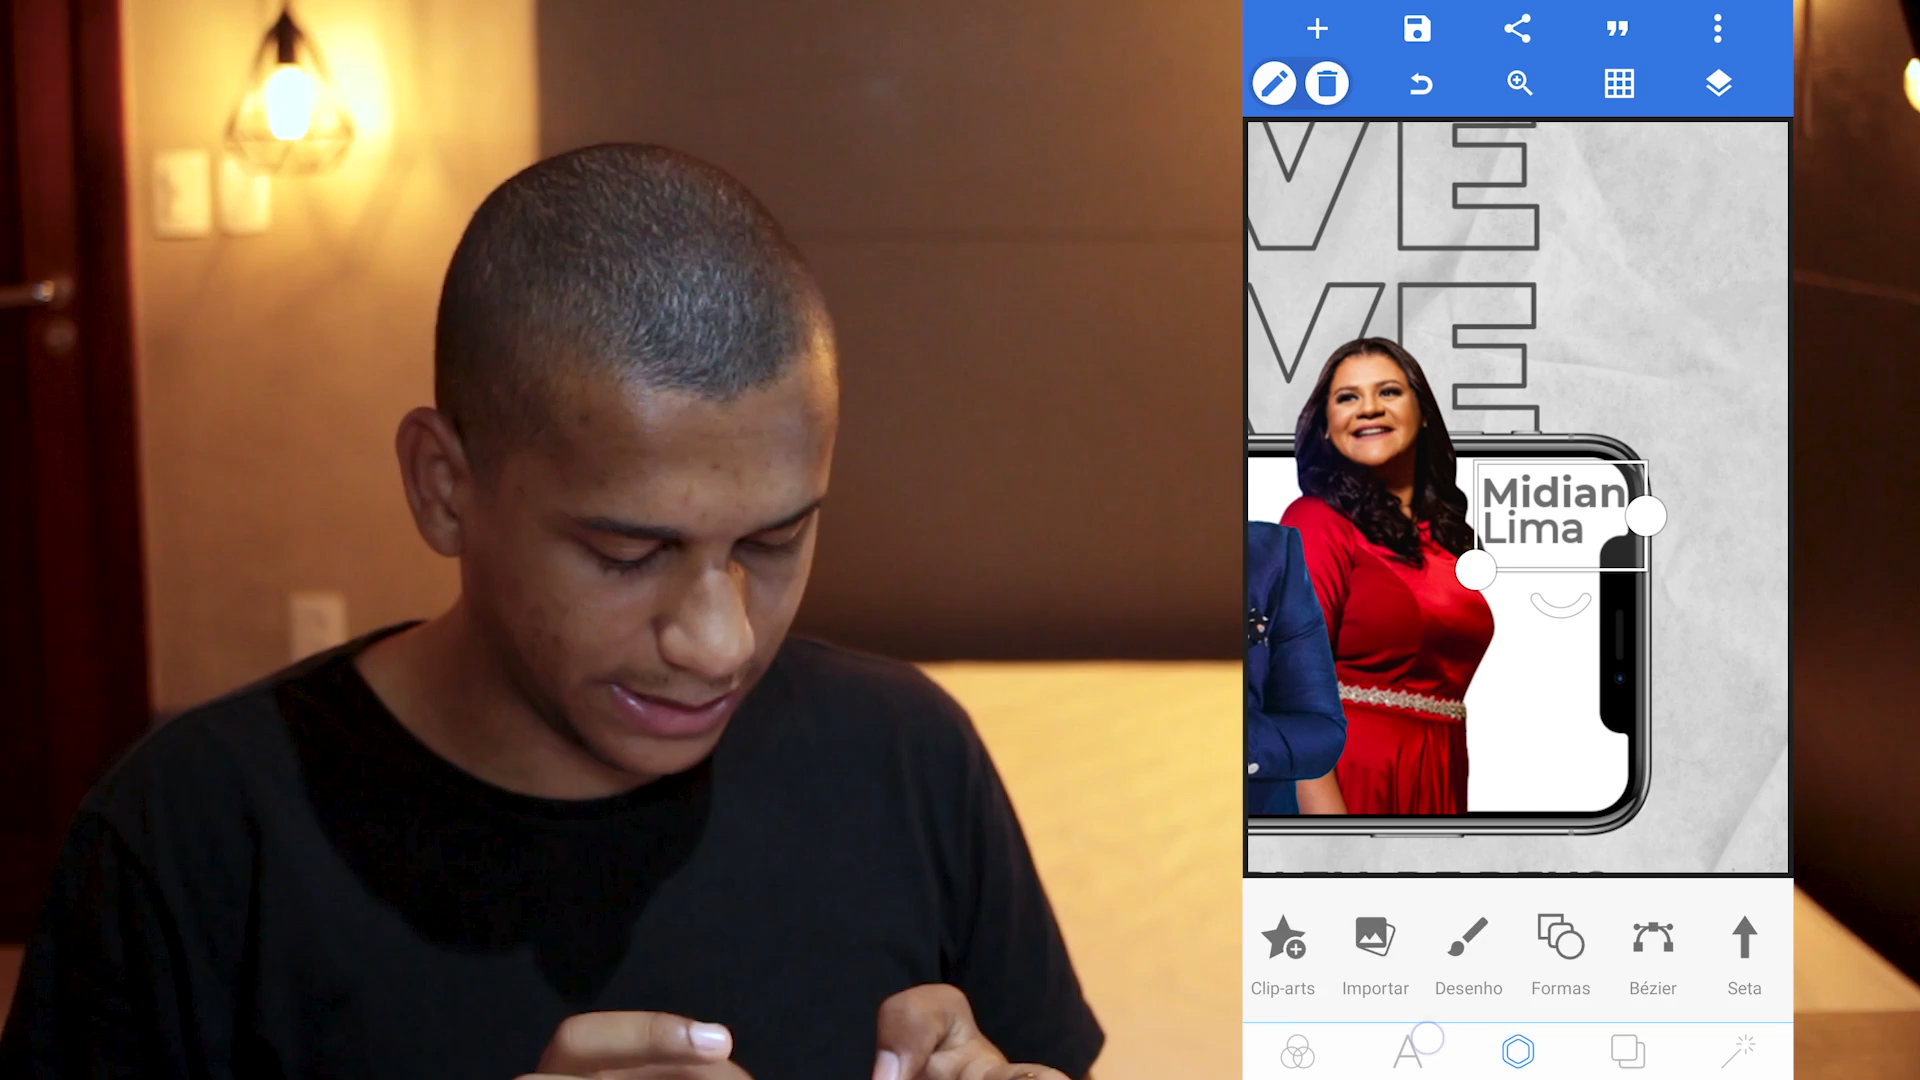 VE
VE
Midian
Lima
Clip-arts Importar Desenho Formas Bézier Seta